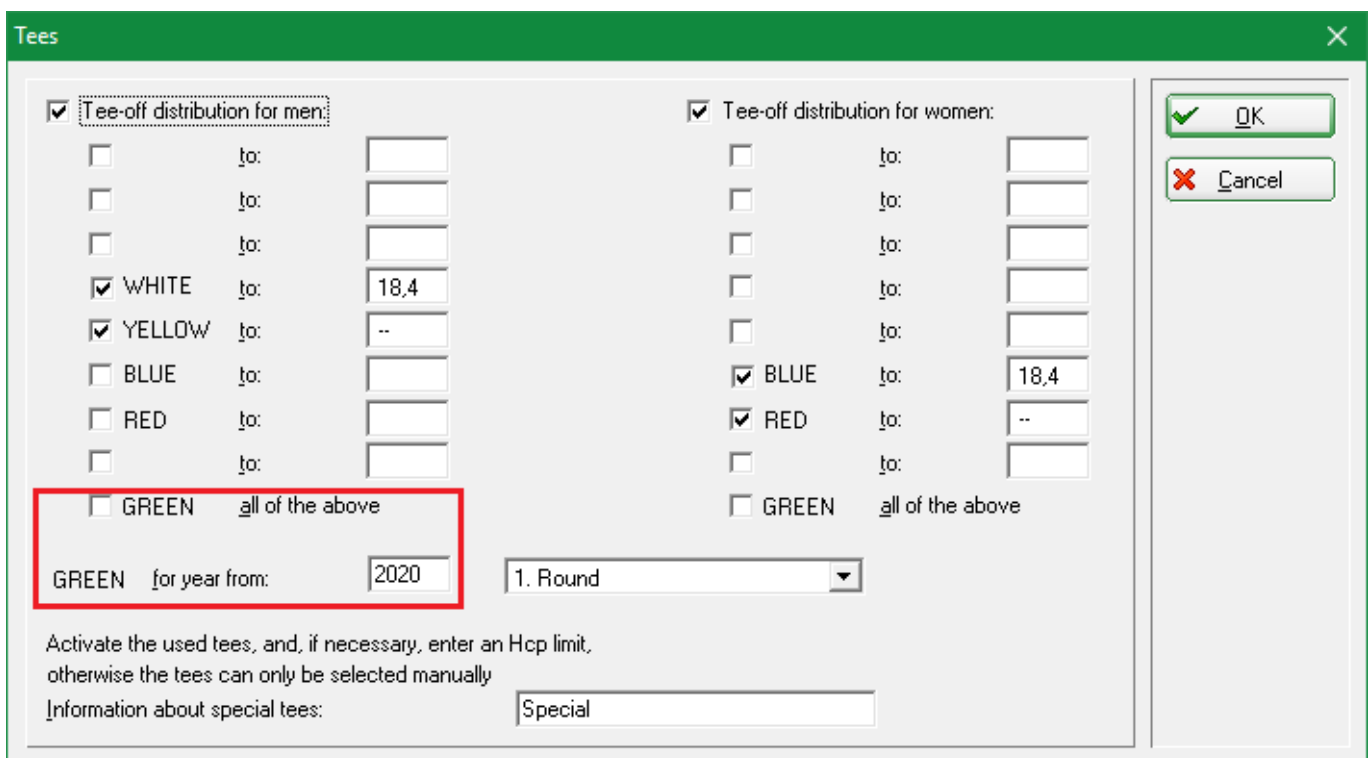 Tees
Tee-off distribution for men: Tee-off distribution for women:
to: to:
to: to:
to: to:
WHITE to: 18,4 to:
YELLOW to: -- to:
BLUE to: BLUE to: 18,4
RED to: RED to: --
to: to:
GREEN all of the above GREEN all of the above
GREEN for year from: 2020 1. Round
Activate the used tees, and, if necessary, enter an Hcp limit,
otherwise the tees can only be selected manually
Information about special tees: Special
OK
Cancel